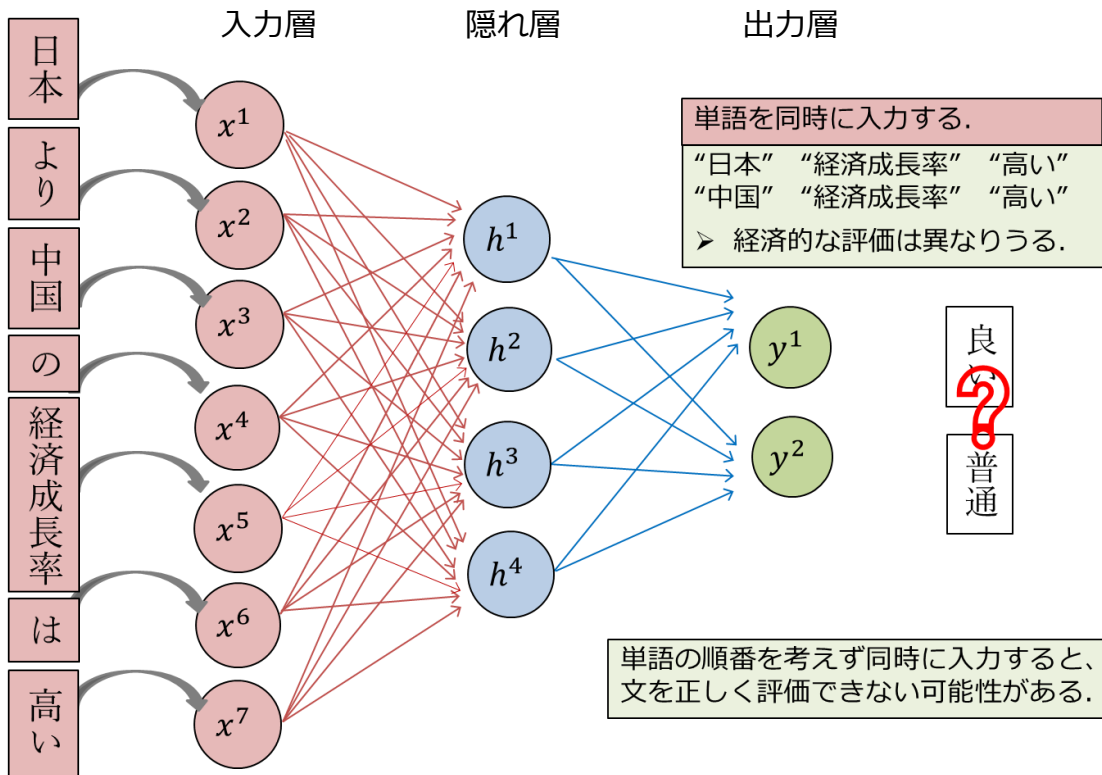 入力層
隠れ層
出力層
日本
より
中国
の
経済成長率
は
高い
x¹
x²
x³
x⁴
x⁵
x⁶
x⁷
h¹
h²
h³
h⁴
y¹
y²
単語を同時に入力する.
“日本” “経済成長率” “高い”
“中国” “経済成長率” “高い”
➢ 経済的な評価は異なりうる.
良い
?
普通
単語の順番を考えず同時に入力すると、
文を正しく評価できない可能性がある.